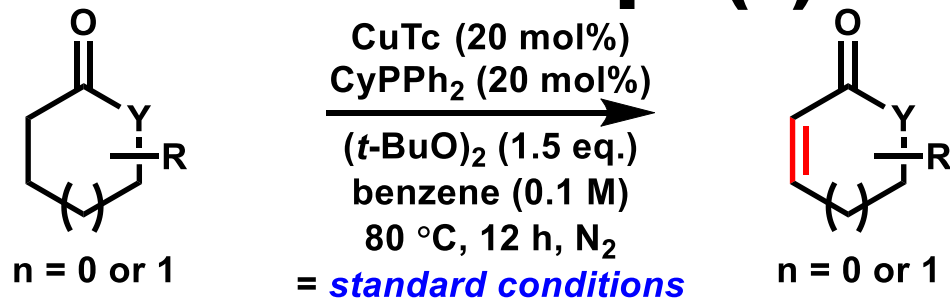 O
Y
R
n = 0 or 1
CuTc (20 mol%)
CyPPh₂ (20 mol%)
(t-BuO)₂ (1.5 eq.)
benzene (0.1 M)
80 °C, 12 h, N₂
= standard conditions
O
Y
R
n = 0 or 1